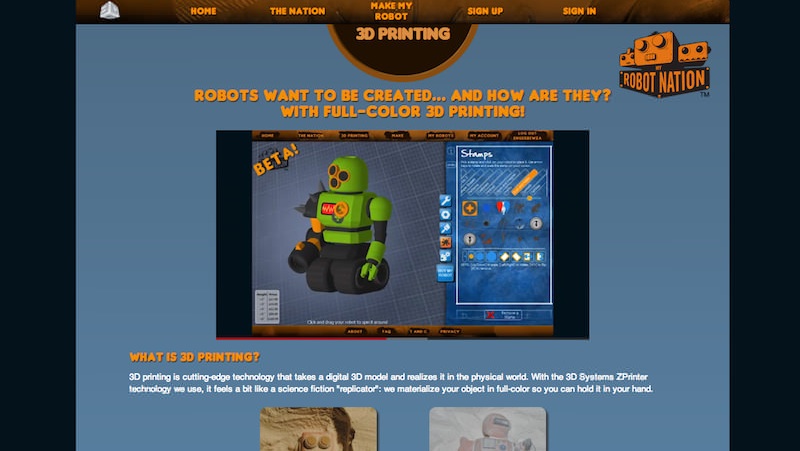 HOME
THE NATION
MAKE MY
ROBOT
SIGN UP
SIGN IN
3D PRINTING
MY
ROBOT NATION
TM
ROBOTS WANT TO BE CREATED... AND HOW ARE THEY?
WITH FULL-COLOR 3D PRINTING!
HOME
THE NATION
3D PRINTING
MAKE
MY ROBOTS
MY ACCOUNT
LOG OUT
BETA!
Stamps
Click and drag your robot to spin it around
ABOUT
FAQ
T AND C
PRIVACY
WHAT IS 3D PRINTING?
3D printing is cutting-edge technology that takes a digital 3D model and realizes it in the physical world. With the 3D Systems ZPrinter
technology we use, it feels a bit like a science fiction "replicator": we materialize your object in full-color so you can hold it in your hand.